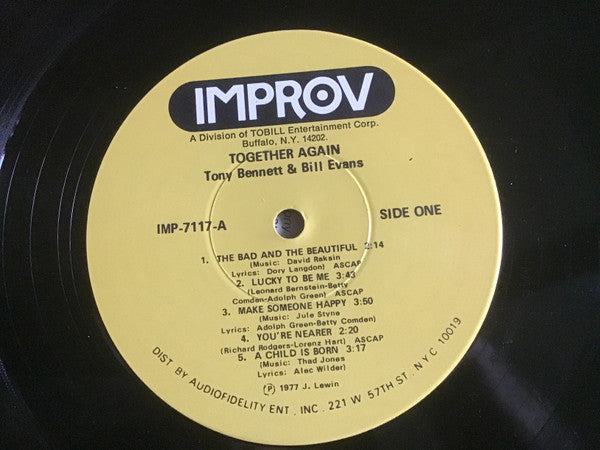 IMPROV
A Division of TOBILL Entertainment Corp.
Buffalo, N.Y. 14202.
TOGETHER AGAIN
Tony Bennett & Bill Evans
IMP-7117-A
SIDE ONE
1. THE BAD AND THE BEAUTIFUL 2:14
(Music: David Raksin
Lyrics: Dory Langdon) ASCAP
2. LUCKY TO BE ME 3:43
(Leonard Bernstein-Betty
Comden-Adolph Green) ASCAP
3. MAKE SOMEONE HAPPY 3:50
(Music: Jule Styne
Lyrics: Adolph Green-Betty Comden)
4. YOU'RE NEARER 2:20
(Richard Rodgers-Lorenz Hart) ASCAP
5. A CHILD IS BORN 3:17
(Music: Thad Jones
Lyrics: Alec Wilder)
Ⓟ 1977 J. Lewin
DIST. BY AUDIOFIDELITY ENT., INC. 221 W 57TH ST. N Y C 10019